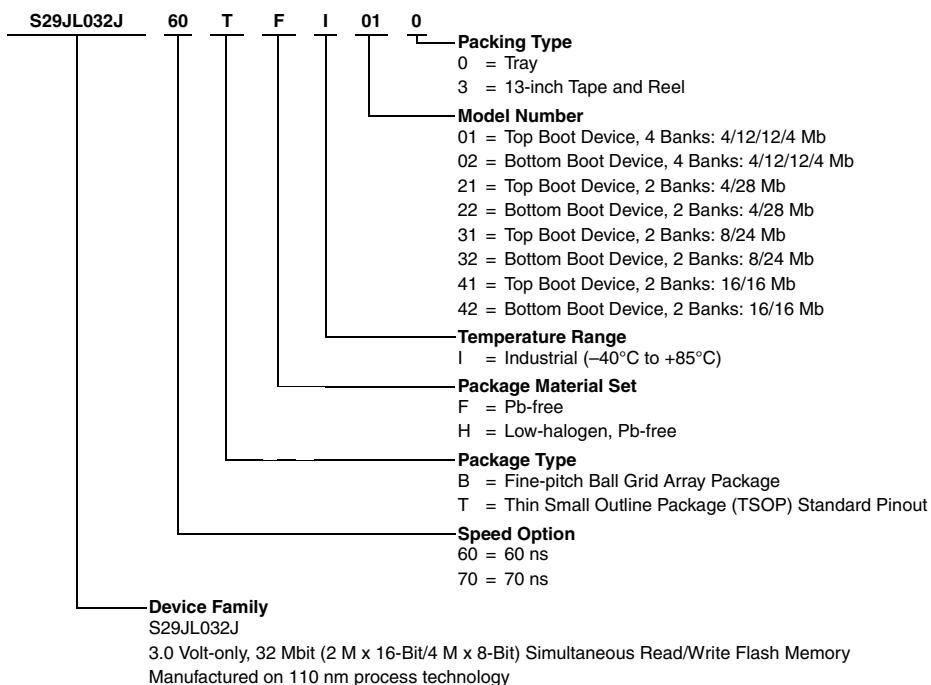 S29JL032J 60 T F I 01 0
Packing Type
0 = Tray
3 = 13-inch Tape and Reel
Model Number
01 = Top Boot Device, 4 Banks: 4/12/12/4 Mb
02 = Bottom Boot Device, 4 Banks: 4/12/12/4 Mb
21 = Top Boot Device, 2 Banks: 4/28 Mb
22 = Bottom Boot Device, 2 Banks: 4/28 Mb
31 = Top Boot Device, 2 Banks: 8/24 Mb
32 = Bottom Boot Device, 2 Banks: 8/24 Mb
41 = Top Boot Device, 2 Banks: 16/16 Mb
42 = Bottom Boot Device, 2 Banks: 16/16 Mb
Temperature Range
I = Industrial (–40°C to +85°C)
Package Material Set
F = Pb-free
H = Low-halogen, Pb-free
Package Type
B = Fine-pitch Ball Grid Array Package
T = Thin Small Outline Package (TSOP) Standard Pinout
Speed Option
60 = 60 ns
70 = 70 ns
Device Family
S29JL032J
3.0 Volt-only, 32 Mbit (2 M x 16-Bit/4 M x 8-Bit) Simultaneous Read/Write Flash Memory
Manufactured on 110 nm process technology